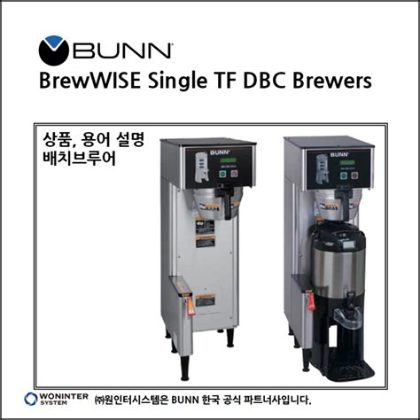 BUNN®
BrewWISE Single TF DBC Brewers
상품, 용어 설명
배치브루어
BUNN
BUNN
WONINTER
SYSTEM
㈜원인터시스템은 BUNN 한국 공식 파트너사입니다.